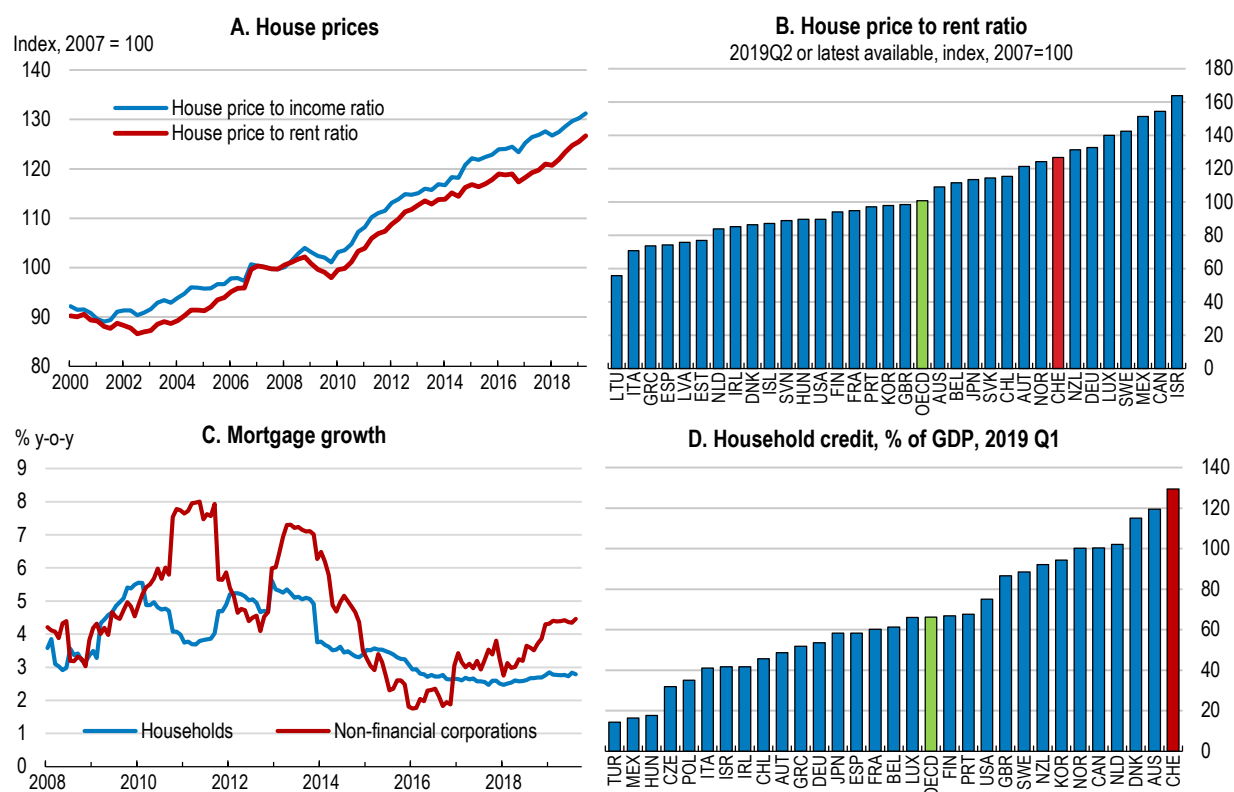 A. House prices
Index, 2007 = 100
140
130
120
110
100
90
80
House price to income ratio
House price to rent ratio
2000 2002 2004 2006 2008 2010 2012 2014 2016 2018
B. House price to rent ratio
2019Q2 or latest available, index, 2007=100
180
160
140
120
100
80
60
40
20
0
LTU ITA GRC ESP LVA EST NLD IRL DNK ISL SVN HUN USA FIN FRA PRT KOR GBR OECD AUS BEL JPN SVK CHL AUT NOR CHE NZL DEU LUX SWE MEX CAN ISR
C. Mortgage growth
% y-o-y
9
8
7
6
5
4
3
2
1
0
Households
Non-financial corporations
2008 2010 2012 2014 2016 2018
D. Household credit, % of GDP, 2019 Q1
140
120
100
80
60
40
20
0
TUR MEX HUN CZE POL ITA ISR IRL CHL AUT GRC DEU JPN ESP FRA BEL LUX OECD FIN PRT USA GBR SWE NZL KOR NOR CAN NLD DNK AUS CHE